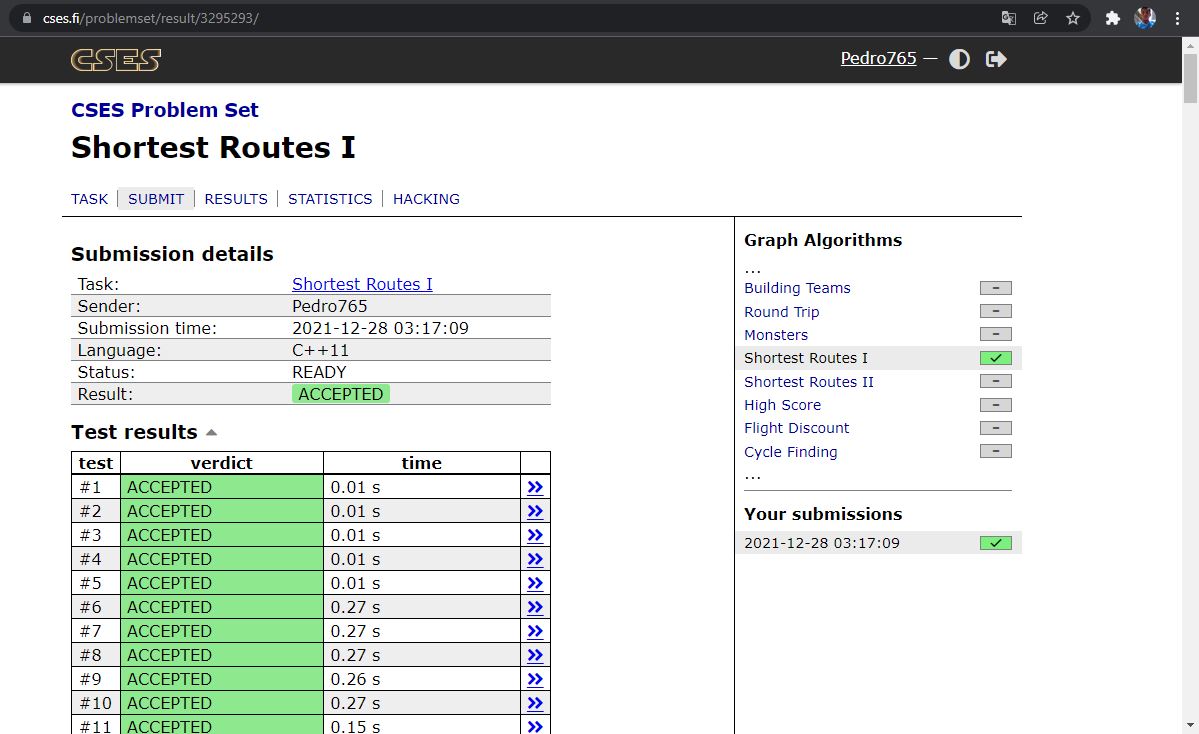 cses.fi/problemset/result/3295293/
CSES
Pedro765 —
CSES Problem Set
Shortest Routes I
TASK SUBMIT RESULTS STATISTICS HACKING
Submission details
Task: Shortest Routes I
Sender: Pedro765
Submission time: 2021-12-28 03:17:09
Language: C++11
Status: READY
Result: ACCEPTED
Test results
test verdict time
#1 ACCEPTED 0.01 s
#2 ACCEPTED 0.01 s
#3 ACCEPTED 0.01 s
#4 ACCEPTED 0.01 s
#5 ACCEPTED 0.01 s
#6 ACCEPTED 0.27 s
#7 ACCEPTED 0.27 s
#8 ACCEPTED 0.27 s
#9 ACCEPTED 0.26 s
#10 ACCEPTED 0.27 s
#11 ACCEPTED 0.15 s
Graph Algorithms
...
Building Teams
Round Trip
Monsters
Shortest Routes I
Shortest Routes II
High Score
Flight Discount
Cycle Finding
...
Your submissions
2021-12-28 03:17:09